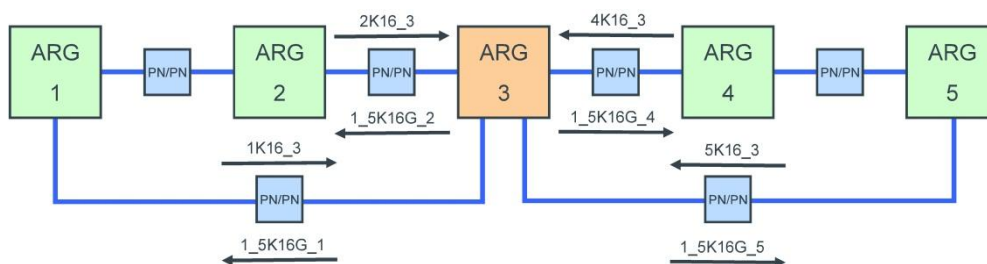 2K16_3
4K16_3
ARG
1
PN/PN
ARG
2
PN/PN
ARG
3
PN/PN
ARG
4
PN/PN
ARG
5
1_5K16G_2
1_5K16G_4
1K16_3
5K16_3
PN/PN
PN/PN
1_5K16G_1
1_5K16G_5